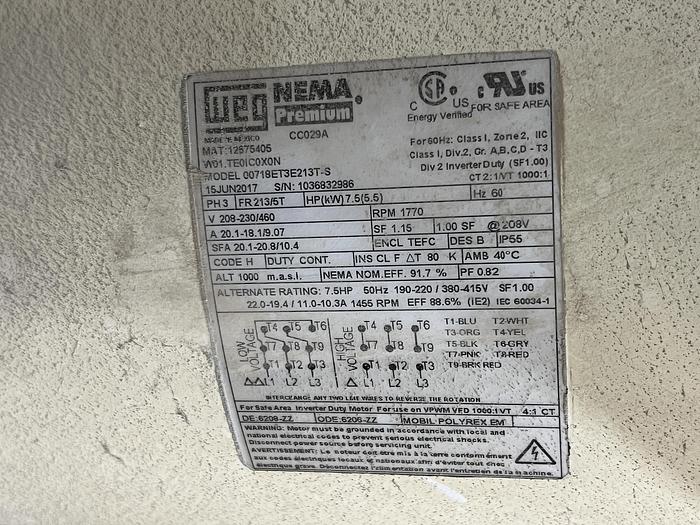 WEG NEMA Premium
MADE IN MEXICO
CC029A
C SA US
Energy Verified
c UR US
FOR SAFE AREA
MAT: 12675405
W01.TE0IC0X0N
MODEL 00718ET3E213T-S
15JUN2017 S/N: 1036832986
For 60Hz: Class I, Zone 2, IIC
Class I, Div.2, Gr. A,B,C,D - T3
Div 2 Inverter Duty (SF1.00)
CT 2:1/VT 1000:1
PH 3 FR 213/5T HP(kW) 7.5(5.5) Hz 60
V 208-230/460 RPM 1770
A 20.1-18.1/9.07 SF 1.15 1.00 SF @ 208V
SFA 20.1-20.8/10.4 ENCL TEFC DES B IP55
CODE H DUTY CONT. INS CL F ΔT 80 K AMB 40°C
ALT 1000 m.a.s.l. NEMA NOM.EFF. 91.7 % PF 0.82
ALTERNATE RATING: 7.5HP 50Hz 190-220 / 380-415V SF1.00
22.0-19.4 / 11.0-10.3A 1455 RPM EFF 88.6% (IE2) IEC 60034-1
LOW VOLTAGE
T4 T5 T6
T7 T8 T9
T1 T2 T3
ΔΔ L1 L2 L3
HIGH VOLTAGE
T4 T5 T6
T7 T8 T9
T1 T2 T3
Δ L1 L2 L3
T1-BLU T2-WHT
T3-ORG T4-YEL
T5-BLK T6-GRY
T7-PNK T8-RED
T9-BRK RED
INTERCHANGE ANY TWO LINE WIRES TO REVERSE THE ROTATION
For Safe Area Inverter Duty Motor For use on VPWM VFD 1000:1VT 4:1 CT
DE:6208-ZZ ODE:6206-ZZ MOBIL POLYREX EM
WARNING: Motor must be grounded in accordance with local and
national electrical codes to prevent serious electrical shocks.
Disconnect power source before servicing unit.
AVERTISSEMENT: Le moteur doit être mis à la terre conformément
aux codes électriques locaux et nationaux afin d'éviter tout choc
électrique grave. Déconnectez l'alimentation avant l'entretien de la machine.